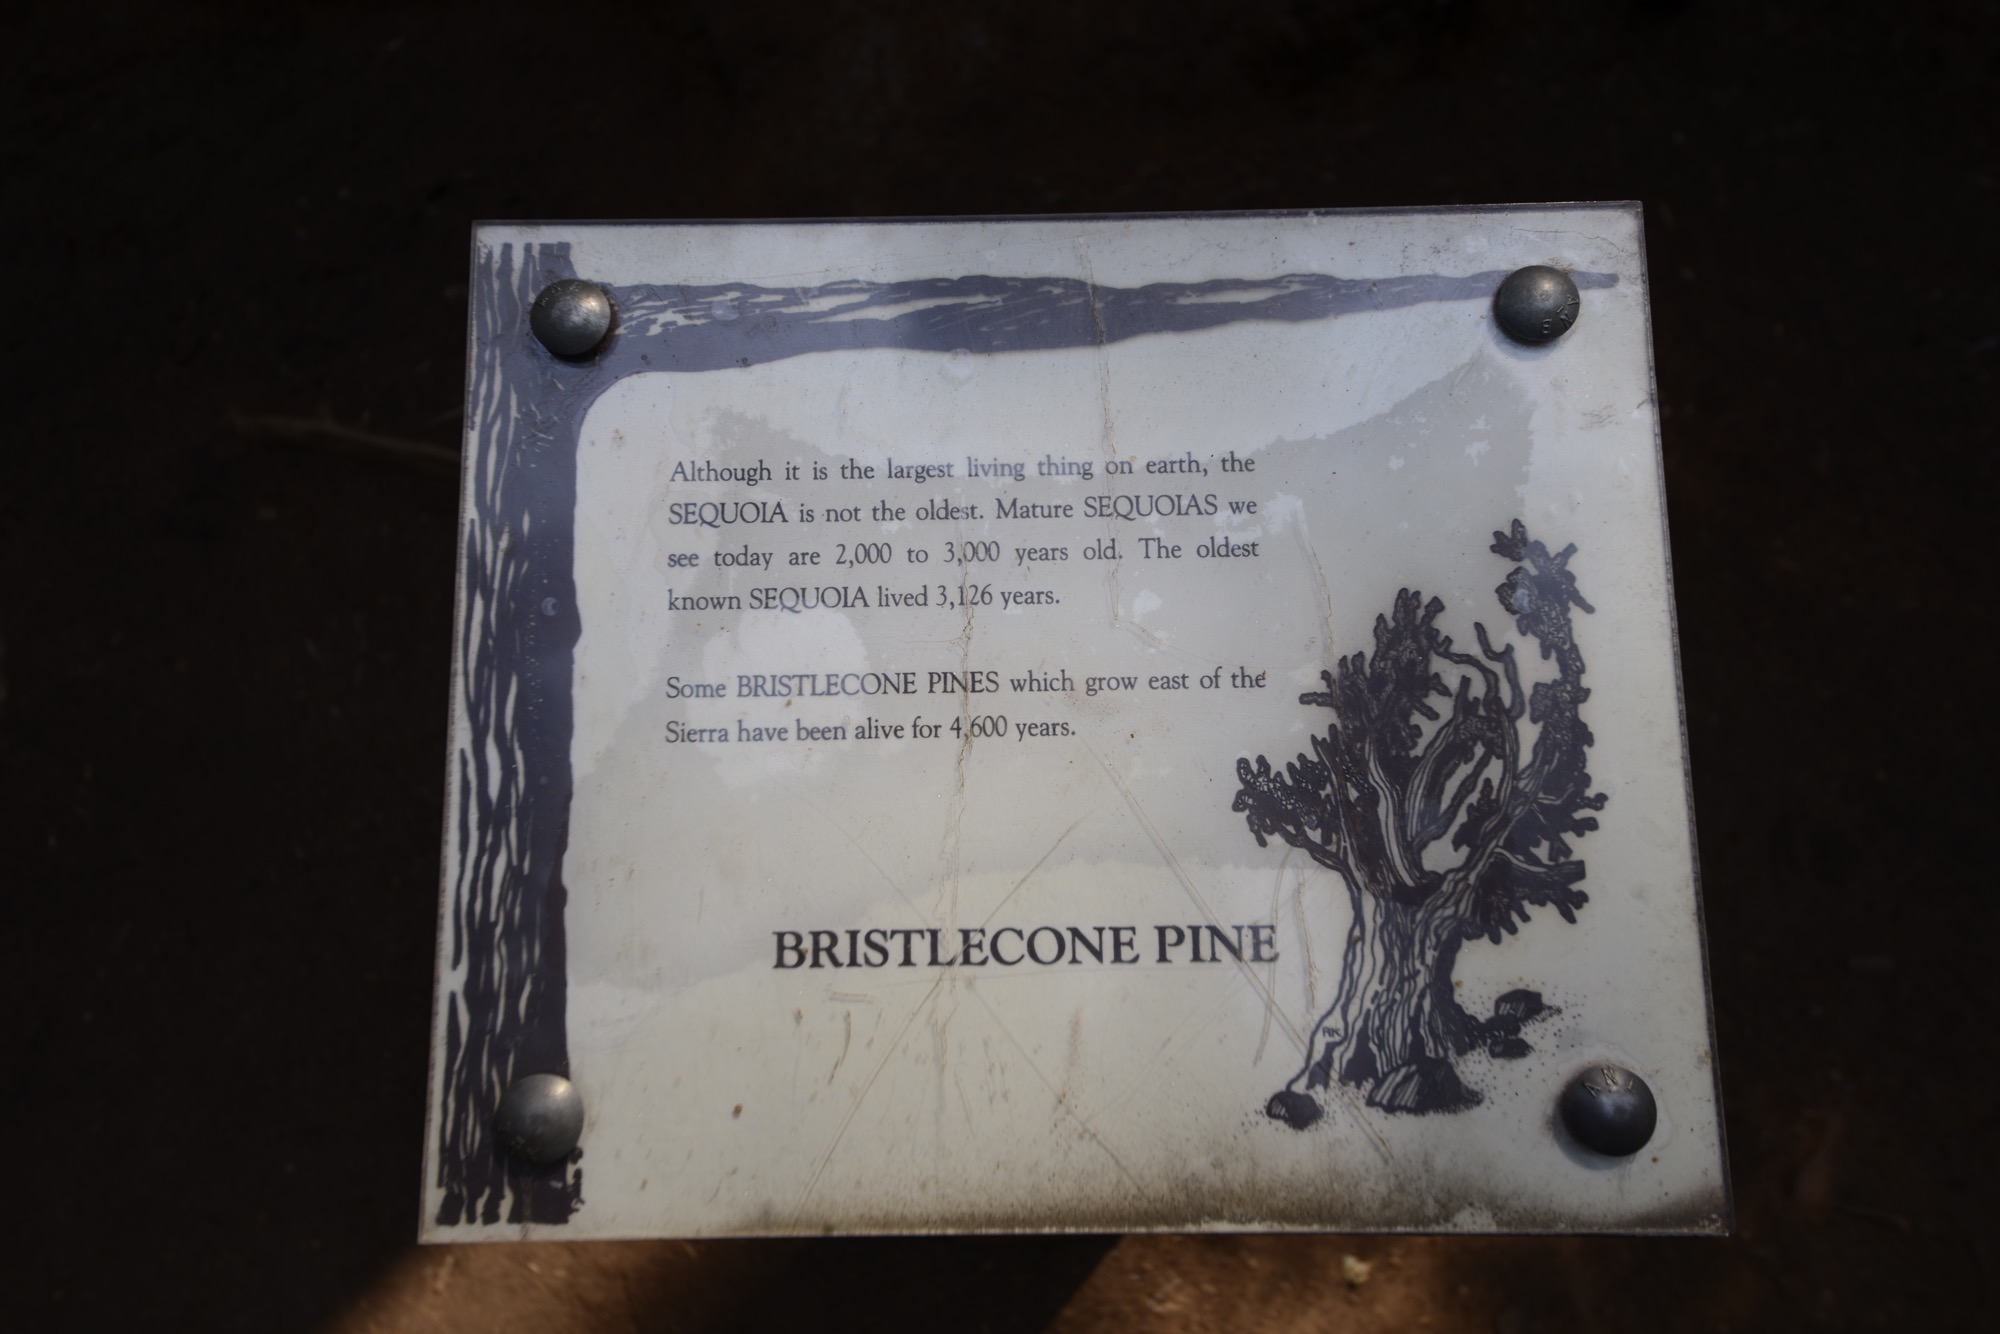 Although it is the largest living thing on earth, the
SEQUOIA is not the oldest. Mature SEQUOIAS we
see today are 2,000 to 3,000 years old. The oldest
known SEQUOIA lived 3,126 years.
Some BRISTLECONE PINES which grow east of the
Sierra have been alive for 4,600 years.
BRISTLECONE PINE
RK